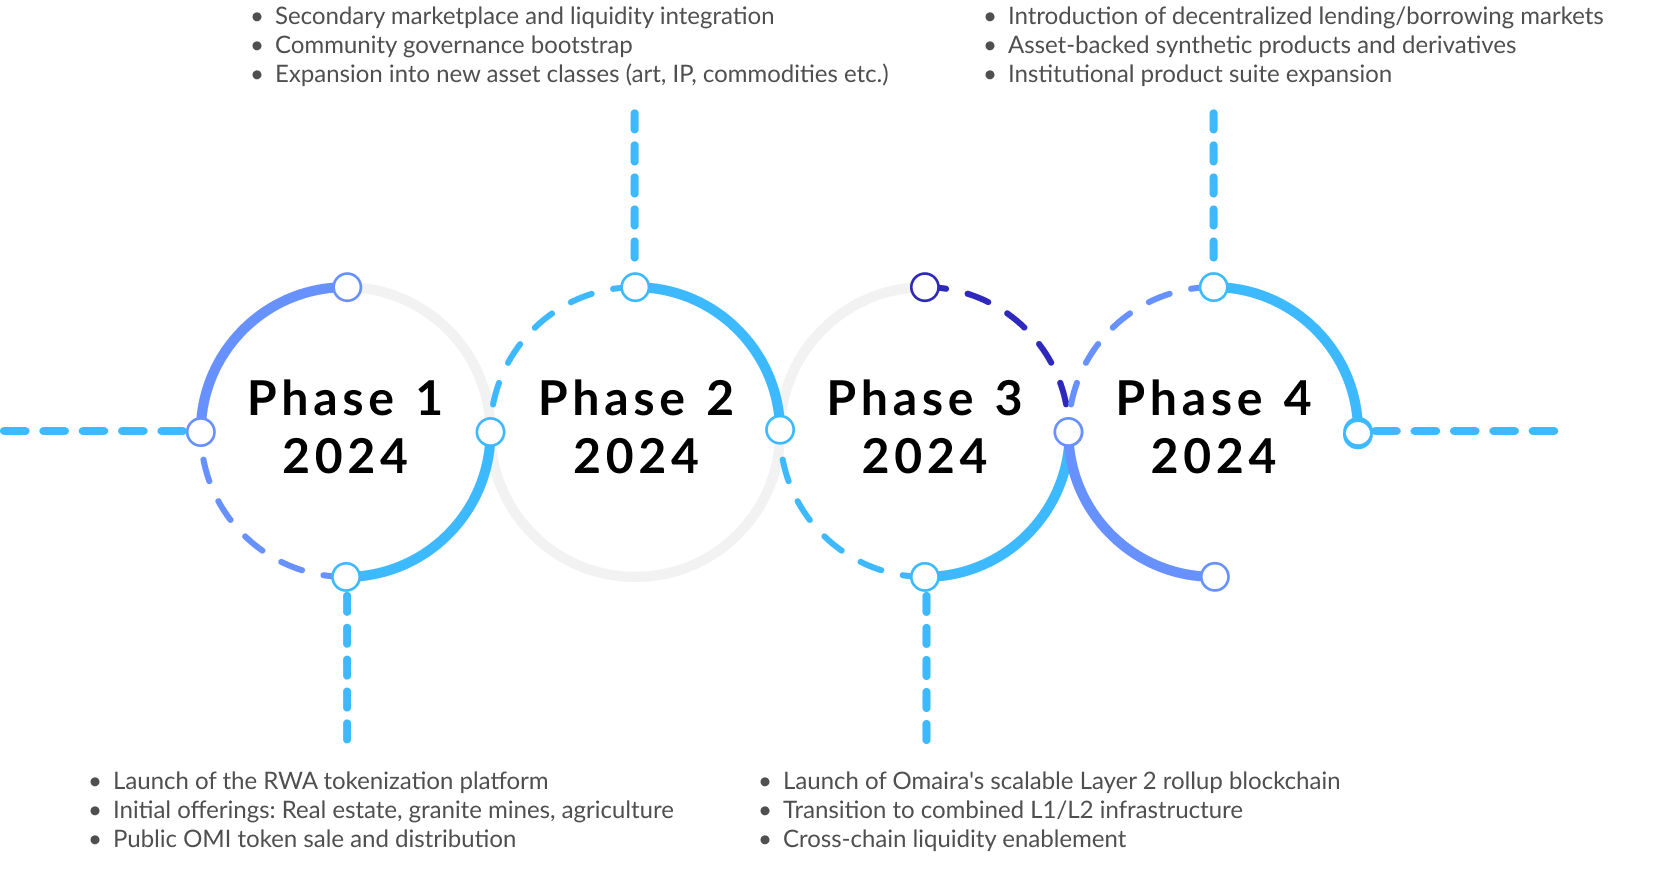 • Secondary marketplace and liquidity integration
• Community governance bootstrap
• Expansion into new asset classes (art, IP, commodities etc.)
• Introduction of decentralized lending/borrowing markets
• Asset-backed synthetic products and derivatives
• Institutional product suite expansion
Phase 1
2024
Phase 2
2024
Phase 3
2024
Phase 4
2024
• Launch of the RWA tokenization platform
• Initial offerings: Real estate, granite mines, agriculture
• Public OMI token sale and distribution
• Launch of Omaira's scalable Layer 2 rollup blockchain
• Transition to combined L1/L2 infrastructure
• Cross-chain liquidity enablement